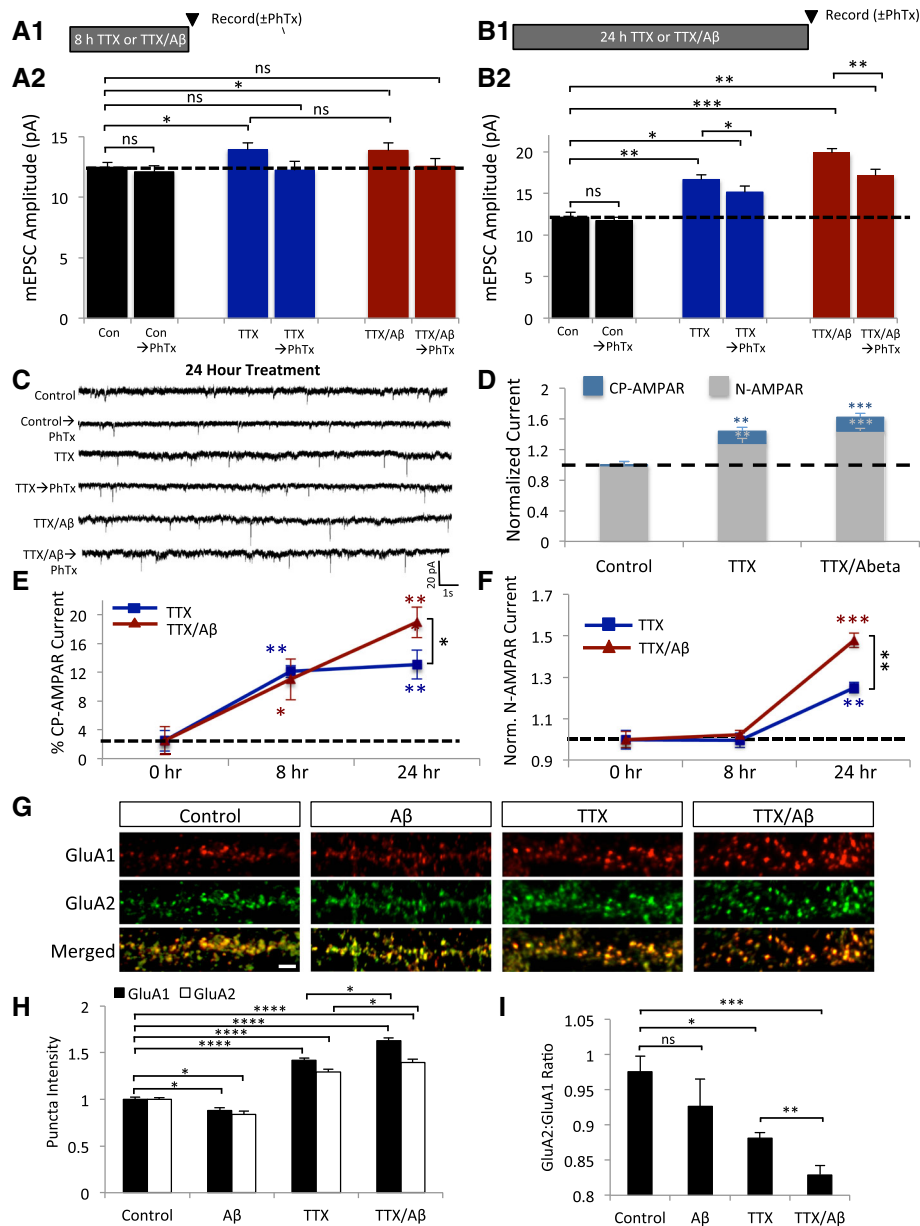 A1
8 h TTX or TTX/Aβ
Record(±PhTx)
B1
24 h TTX or TTX/Aβ
Record (±PhTx)
A2
mEPSC Amplitude (pA)
20
15
10
5
0
ns
*
ns
*
ns
ns
Con
Con →PhTx
TTX
TTX →PhTx
TTX/Aβ
TTX/Aβ →PhTx
B2
mEPSC Amplitude (pA)
20
15
10
5
0
**
**
***
*
*
**
ns
Con
Con →PhTx
TTX
TTX →PhTx
TTX/Aβ
TTX/Aβ →PhTx
C
24 Hour Treatment
Control
Control→ PhTx
TTX
TTX→PhTx
TTX/Aβ
TTX/Aβ→ PhTx
20 pA
1s
D
CP-AMPAR
N-AMPAR
Normalized Current
2
1.6
1.2
0.8
0.4
0
**
**
***
***
Control
TTX
TTX/Abeta
E
TTX
TTX/Aβ
% CP-AMPAR Current
20
16
12
8
4
0
**
*
**
**
*
0 hr
8 hr
24 hr
F
TTX
TTX/Aβ
Norm. N-AMPAR Current
1.7
1.5
1.3
1.1
0.9
***
**
**
0 hr
8 hr
24 hr
G
Control
Aβ
TTX
TTX/Aβ
GluA1
GluA2
Merged
H
GluA1
GluA2
Puncta Intensity
2
1.5
1
0.5
0
*
****
*
****
****
****
*
*
Control
Aβ
TTX
TTX/Aβ
I
GluA2:GluA1 Ratio
1.05
1
0.95
0.9
0.85
0.8
***
*
ns
**
Control
Aβ
TTX
TTX/Aβ